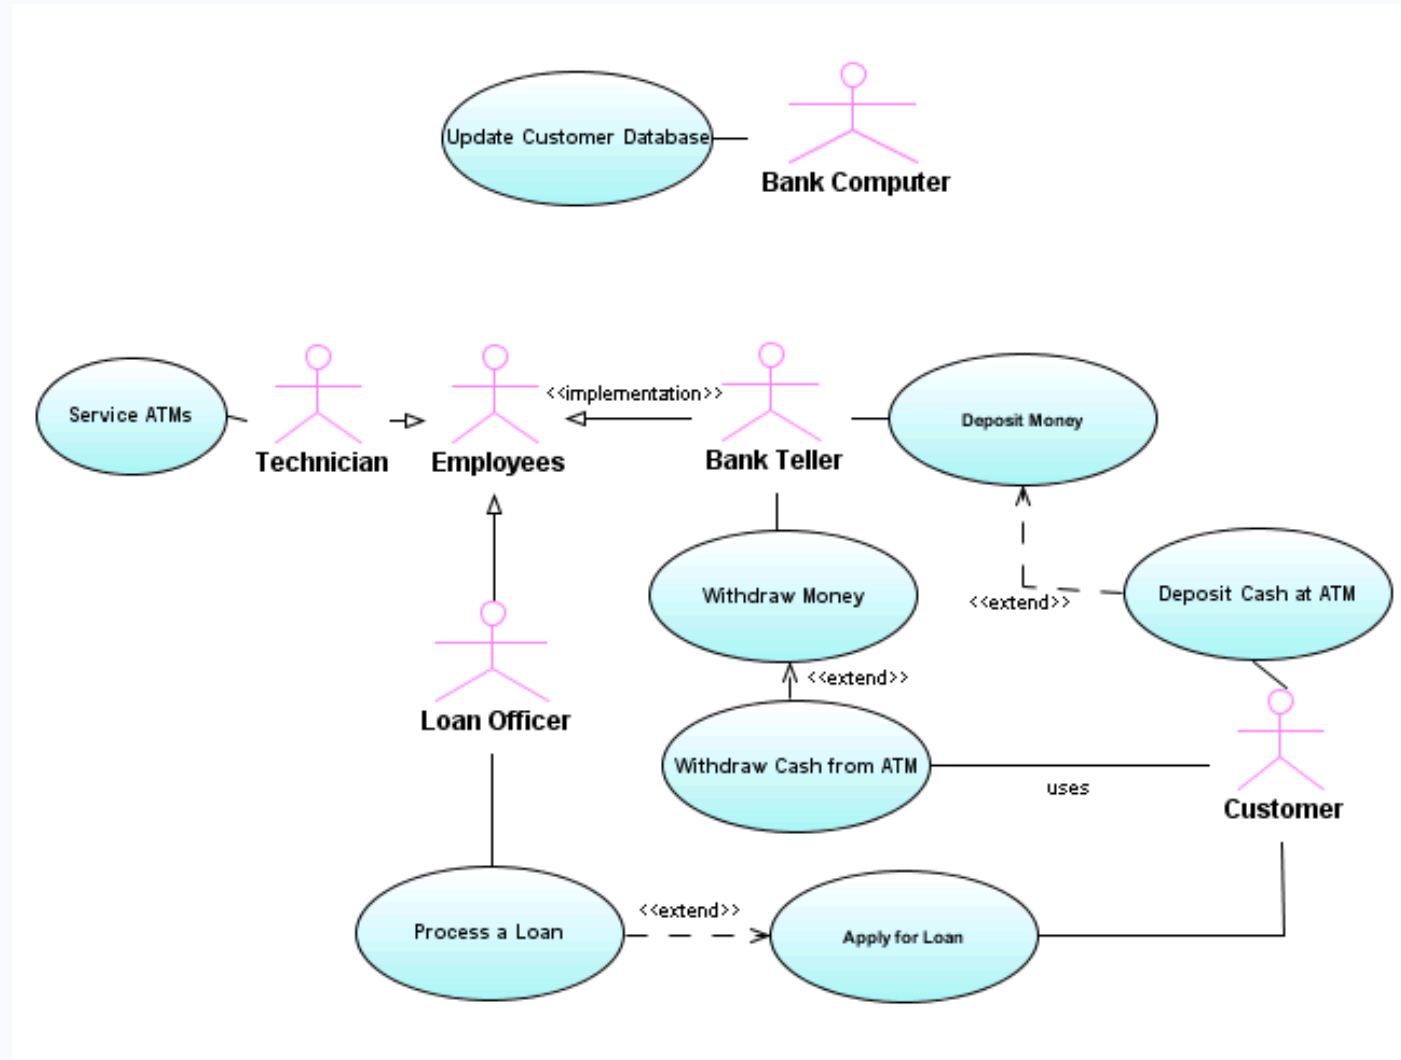 Update Customer Database
Bank Computer
Service ATMs
Technician
Employees
<<implementation>>
Bank Teller
Deposit Money
Withdraw Money
<<extend>>
Deposit Cash at ATM
<<extend>>
Loan Officer
Withdraw Cash from ATM
uses
Customer
Process a Loan
<<extend>>
Apply for Loan